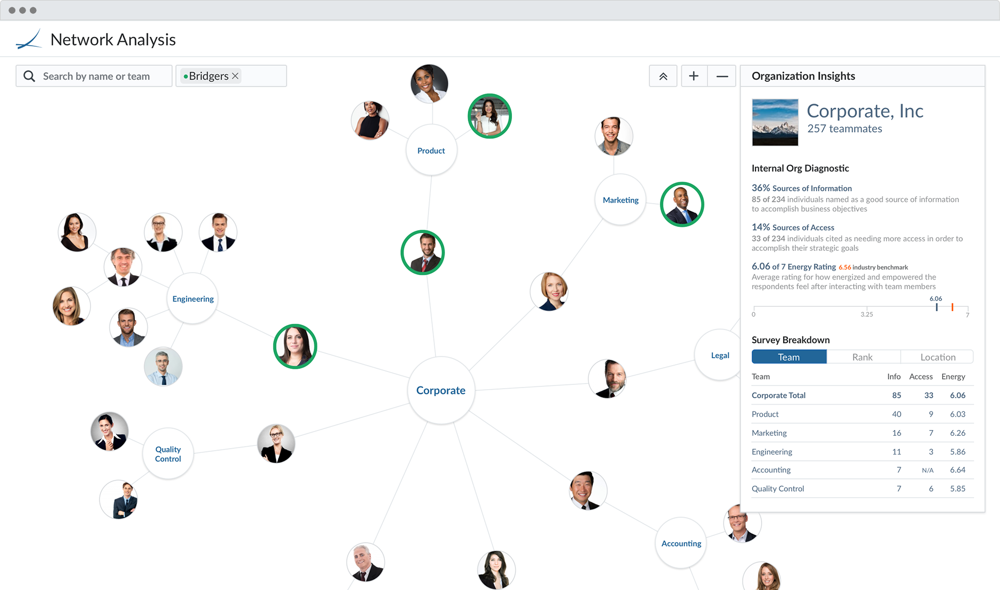 Network Analysis
Search by name or team
Bridgers
Organization Insights
Corporate, Inc
257 teammates
Internal Org Diagnostic
36% Sources of Information
85 of 234 individuals named as a good source of information
to accomplish business objectives
14% Sources of Access
33 of 234 individuals cited as needing more access in order to
accomplish their strategic goals
6.06 of 7 Energy Rating 6.56 industry benchmark
Average rating for how energized and empowered the
respondents feel after interacting with team members
6.06
0 3.25 7
Survey Breakdown
Team Rank Location
Team Info Access Energy
Corporate Total 85 33 6.06
Product 40 9 6.03
Marketing 16 7 6.26
Engineering 11 3 5.86
Accounting 7 N/A 6.64
Quality Control 7 6 5.85
Product
Marketing
Engineering
Legal
Corporate
Quality
Control
Accounting